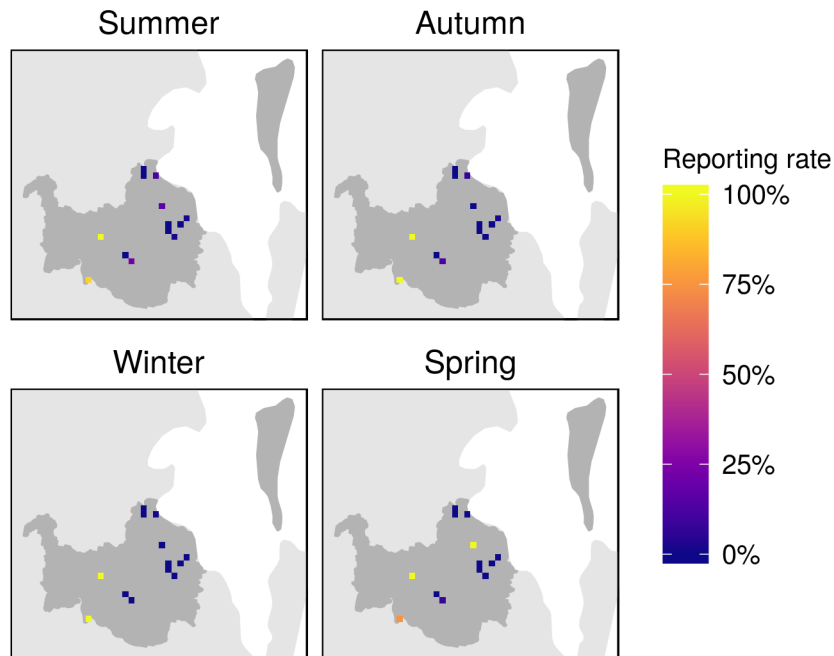 Summer
Autumn
Winter
Spring
Reporting rate
100%
75%
50%
25%
0%